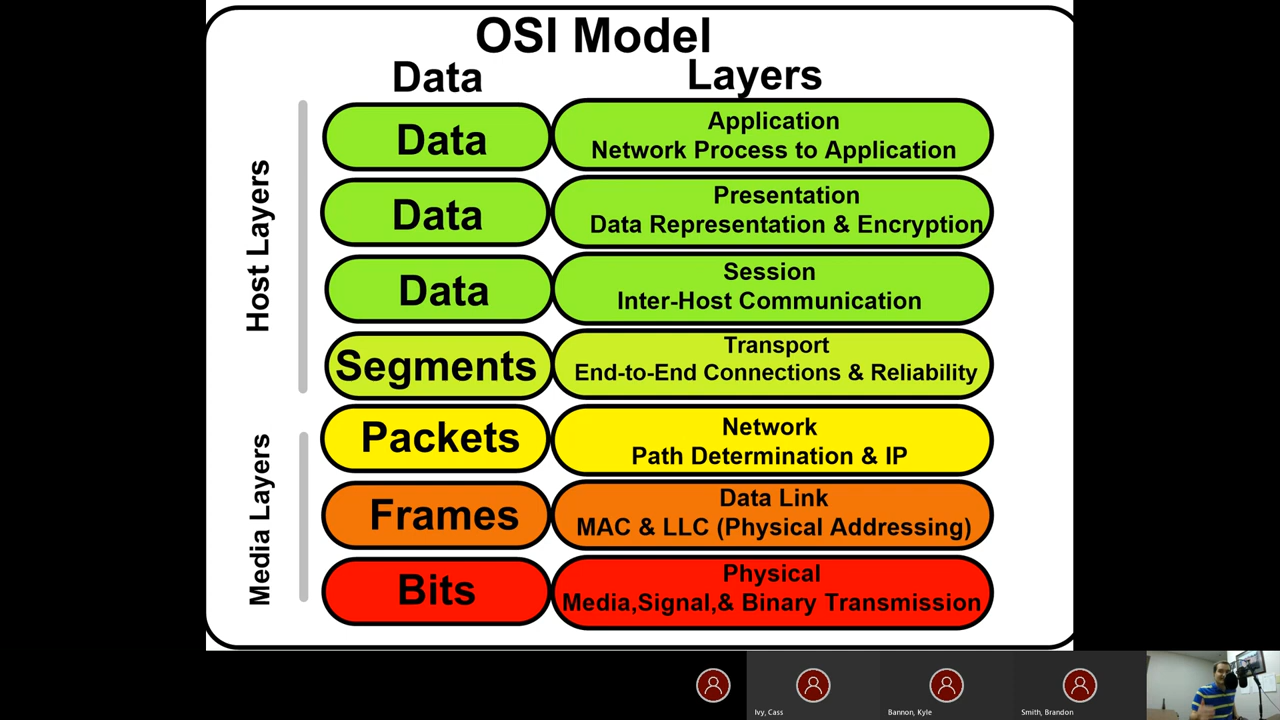 OSI Model
Data
Layers
Host Layers
Data
Application
Network Process to Application
Data
Presentation
Data Representation & Encryption
Data
Session
Inter-Host Communication
Segments
Transport
End-to-End Connections & Reliability
Media Layers
Packets
Network
Path Determination & IP
Frames
Data Link
MAC & LLC (Physical Addressing)
Bits
Physical
Media,Signal,& Binary Transmission
Ivy, Cass
Bannon, Kyle
Smith, Brandon